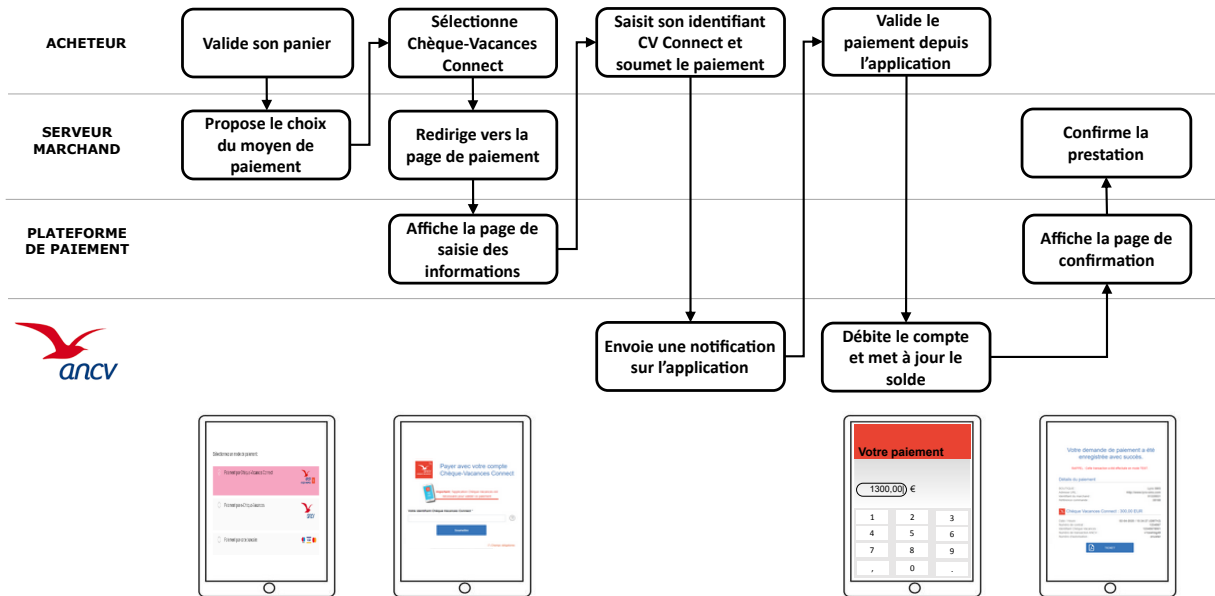 ACHETEUR
Valide son panier
Sélectionne
Chèque-Vacances
Connect
Saisit son identifiant
CV Connect et
soumet le paiement
Valide le
paiement depuis
l'application
SERVEUR
MARCHAND
Propose le choix
du moyen de
paiement
Redirige vers la
page de paiement
Confirme la
prestation
PLATEFORME
DE PAIEMENT
Affiche la page de
saisie des
informations
Affiche la page de
confirmation
ancv
Envoie une notification
sur l'application
Débite le compte
et met à jour le
solde
Payer avec votre compte
Chèque-Vacances Connect
Votre paiement
1300,00 €
1 2 3
4 5 6
7 8 9
, 0 .
Votre demande de paiement a été
enregistrée avec succès.
Détails du paiement